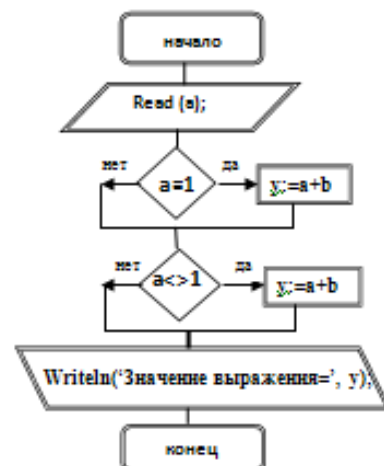 начало
Read (a);
нет
да
a=1
y:=a+b
нет
да
a<>1
y:=a+b
Writeln(‘Значение выражения=’, y);
конец